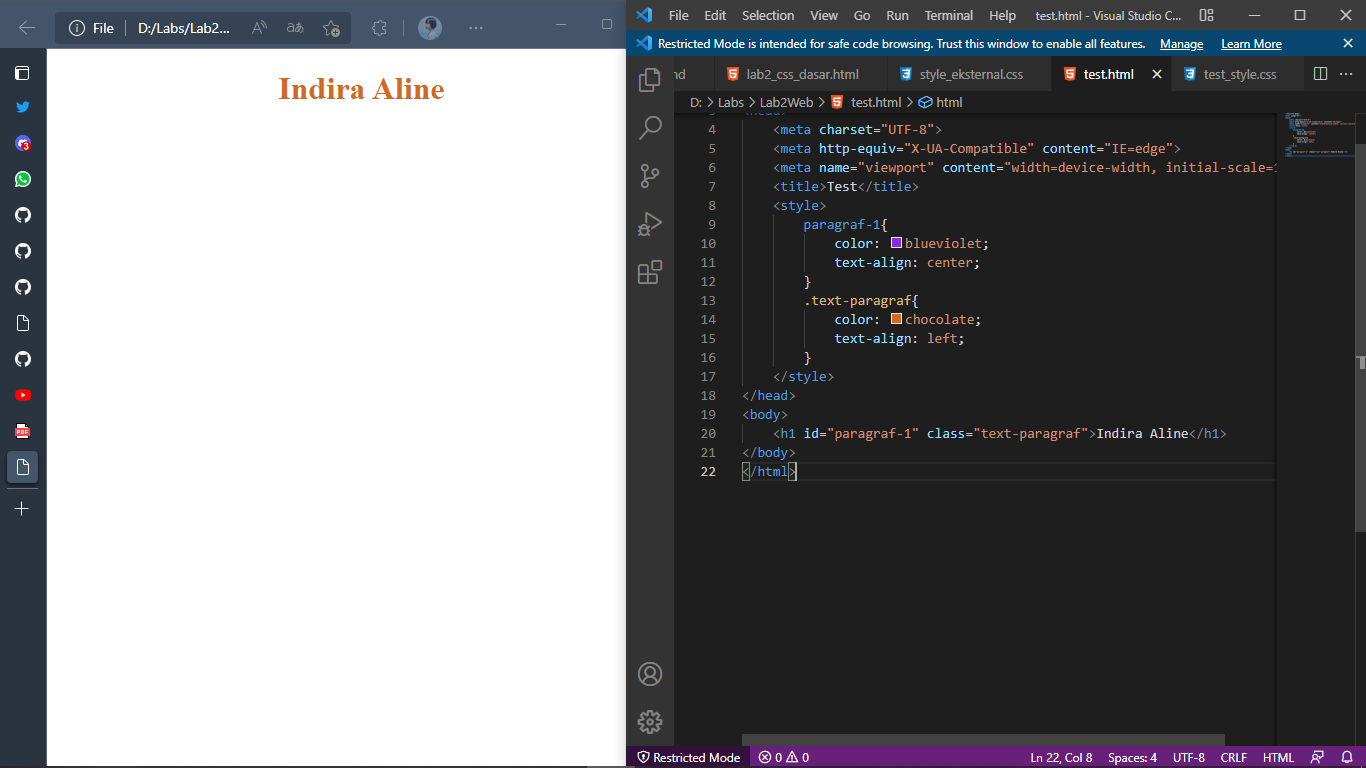 File D:/Labs/Lab2...
3
PDF
Indira Aline
File Edit Selection View Go Run Terminal Help test.html - Visual Studio C...
Restricted Mode is intended for safe code browsing. Trust this window to enable all features. Manage Learn More
nd lab2_css_dasar.html style_eksternal.css test.html test_style.css
D: > Labs > Lab2Web > test.html > html
4 <meta charset="UTF-8">
5 <meta http-equiv="X-UA-Compatible" content="IE=edge">
6 <meta name="viewport" content="width=device-width, initial-scale=1
7 <title>Test</title>
8 <style>
9 paragraf-1{
10 color: blueviolet;
11 text-align: center;
12 }
13 .text-paragraf{
14 color: chocolate;
15 text-align: left;
16 }
17 </style>
18 </head>
19 <body>
20 <h1 id="paragraf-1" class="text-paragraf">Indira Aline</h1>
21 </body>
22 </html>
Restricted Mode 0 0 Ln 22, Col 8 Spaces: 4 UTF-8 CRLF HTML